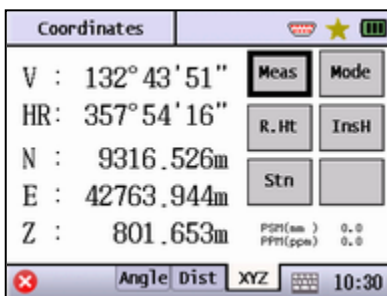 Coordinates
V : 132°43'51" Meas Mode
HR: 357°54'16" R.Ht InsH
N : 9316.526m
E : 42763.944m Stn
Z : 801.653m PSM(mm ) 0.0
PPM(ppm) 0.0
Angle Dist XYZ 10:30